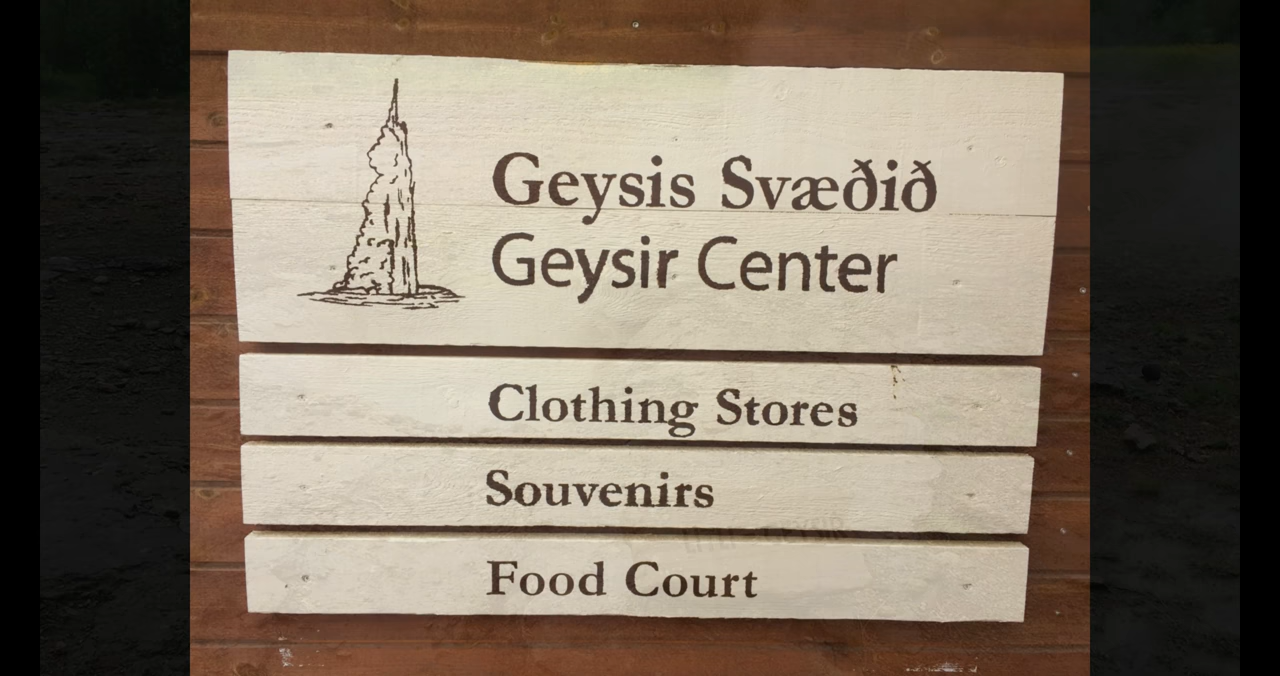 Geysis Svæðið
Geysir Center
Clothing Stores
Souvenirs
Food Court